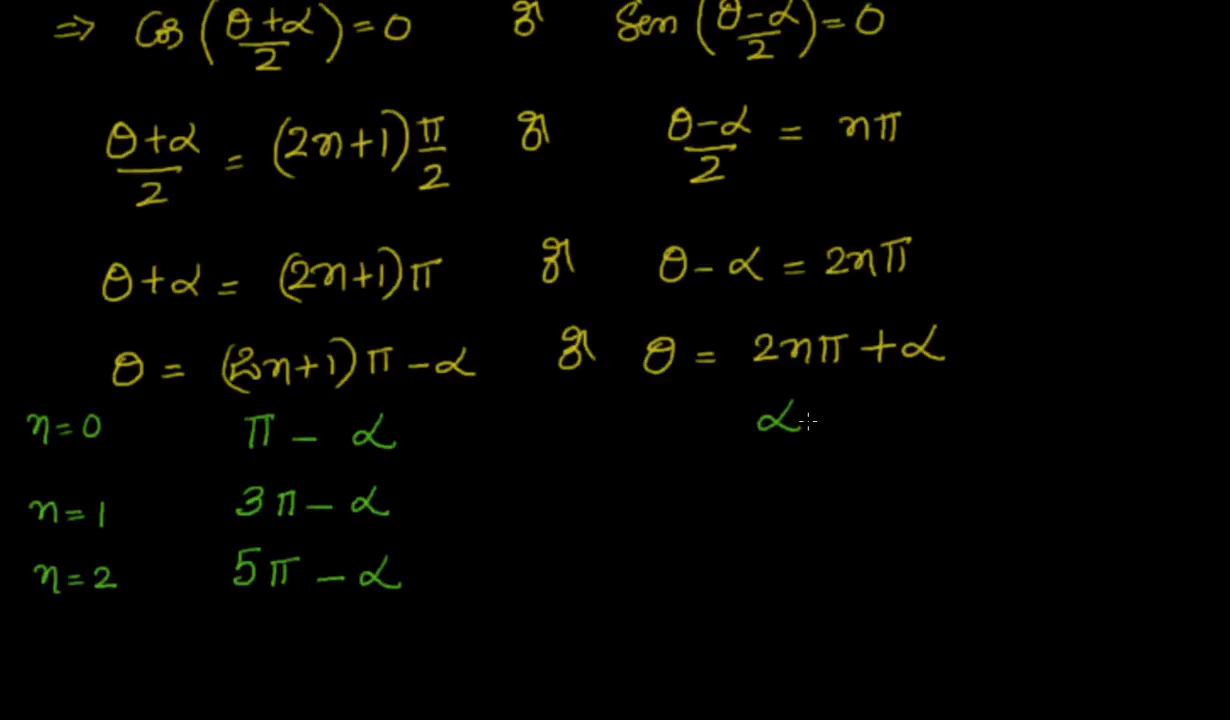 ⇒ Cos (θ+α/2) = 0 Sin (θ-α/2) = 0
θ+α/2 = (2n+1) π/2 θ-α/2 = nπ
θ+α = (2n+1)π θ-α = 2nπ
θ = (2n+1)π - α θ = 2nπ + α
n=0 π - α α
n=1 3π - α
n=2 5π - α